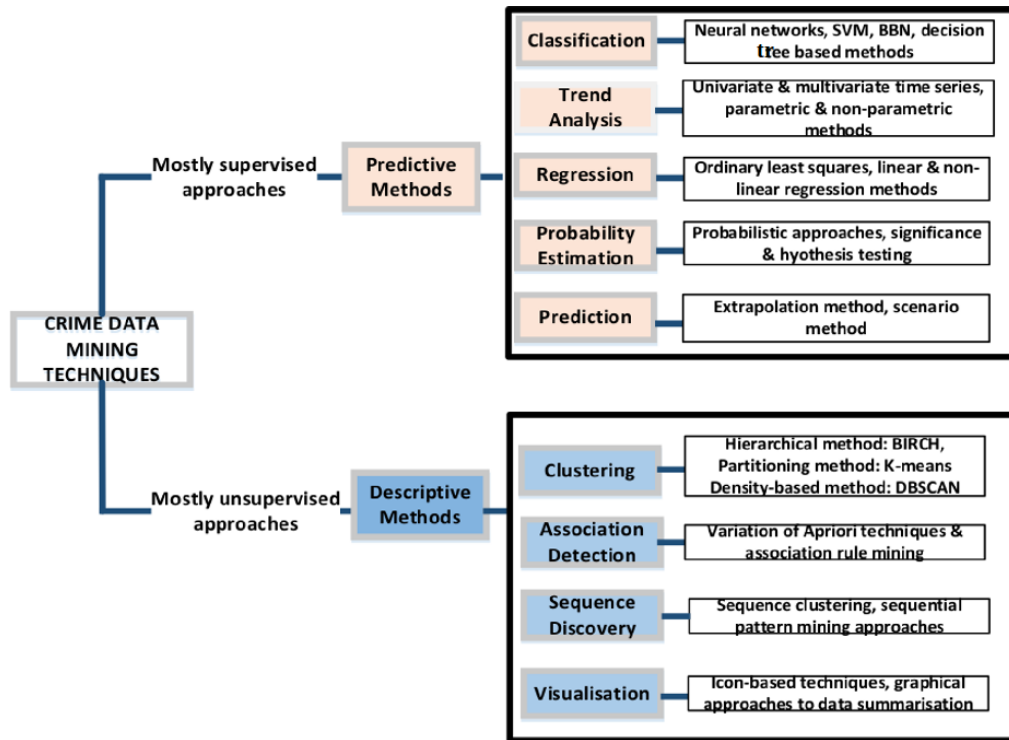 CRIME DATA
MINING
TECHNIQUES
Mostly supervised
approaches
Predictive
Methods
Classification
Neural networks, SVM, BBN, decision
tree based methods
Trend
Analysis
Univariate & multivariate time series,
parametric & non-parametric
methods
Regression
Ordinary least squares, linear & non-
linear regression methods
Probability
Estimation
Probabilistic approaches, significance
& hyothesis testing
Prediction
Extrapolation method, scenario
method
Mostly unsupervised
approaches
Descriptive
Methods
Clustering
Hierarchical method: BIRCH,
Partitioning method: K-means
Density-based method: DBSCAN
Association
Detection
Variation of Apriori techniques &
association rule mining
Sequence
Discovery
Sequence clustering, sequential
pattern mining approaches
Visualisation
Icon-based techniques, graphical
approaches to data summarisation